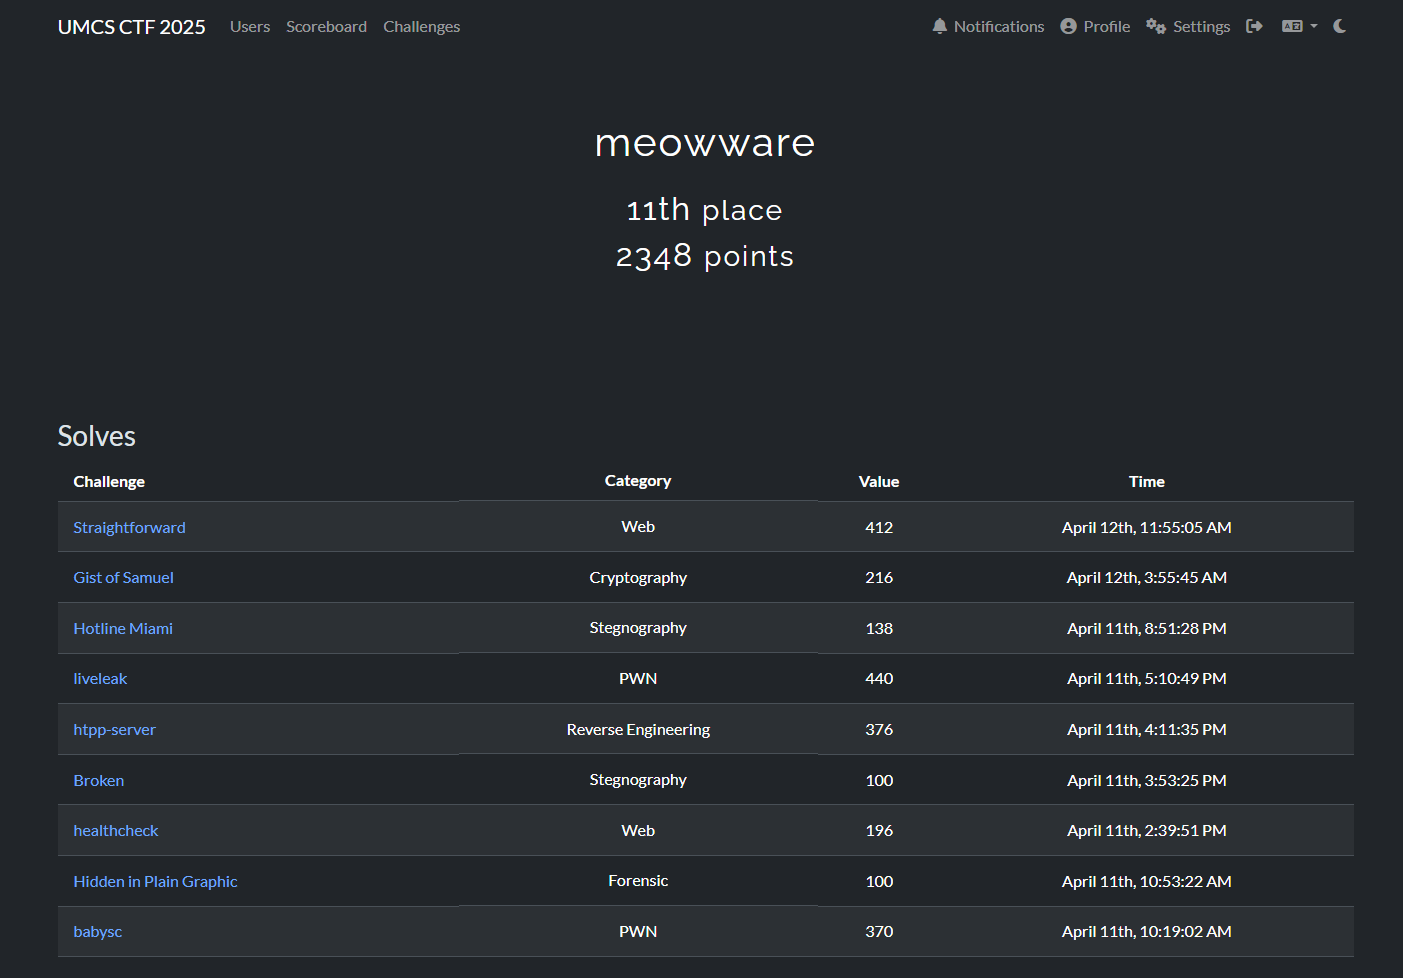 UMCS CTF 2025 Users Scoreboard Challenges Notifications Profile Settings
meowware
11th place
2348 points
Solves
Challenge Category Value Time
Straightforward Web 412 April 12th, 11:55:05 AM
Gist of Samuel Cryptography 216 April 12th, 3:55:45 AM
Hotline Miami Stegnography 138 April 11th, 8:51:28 PM
liveleak PWN 440 April 11th, 5:10:49 PM
htpp-server Reverse Engineering 376 April 11th, 4:11:35 PM
Broken Stegnography 100 April 11th, 3:53:25 PM
healthcheck Web 196 April 11th, 2:39:51 PM
Hidden in Plain Graphic Forensic 100 April 11th, 10:53:22 AM
babysc PWN 370 April 11th, 10:19:02 AM